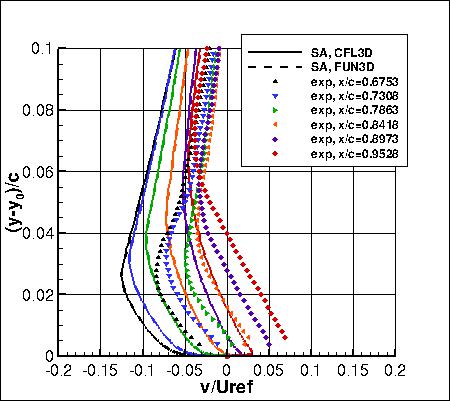 0.1
0.08
0.06
0.04
0.02
0
(y-y0)/c
-0.2 -0.15 -0.1 -0.05 0 0.05 0.1 0.15 0.2
v/Uref
SA, CFL3D
SA, FUN3D
exp, x/c=0.6753
exp, x/c=0.7308
exp, x/c=0.7863
exp, x/c=0.8418
exp, x/c=0.8973
exp, x/c=0.9528